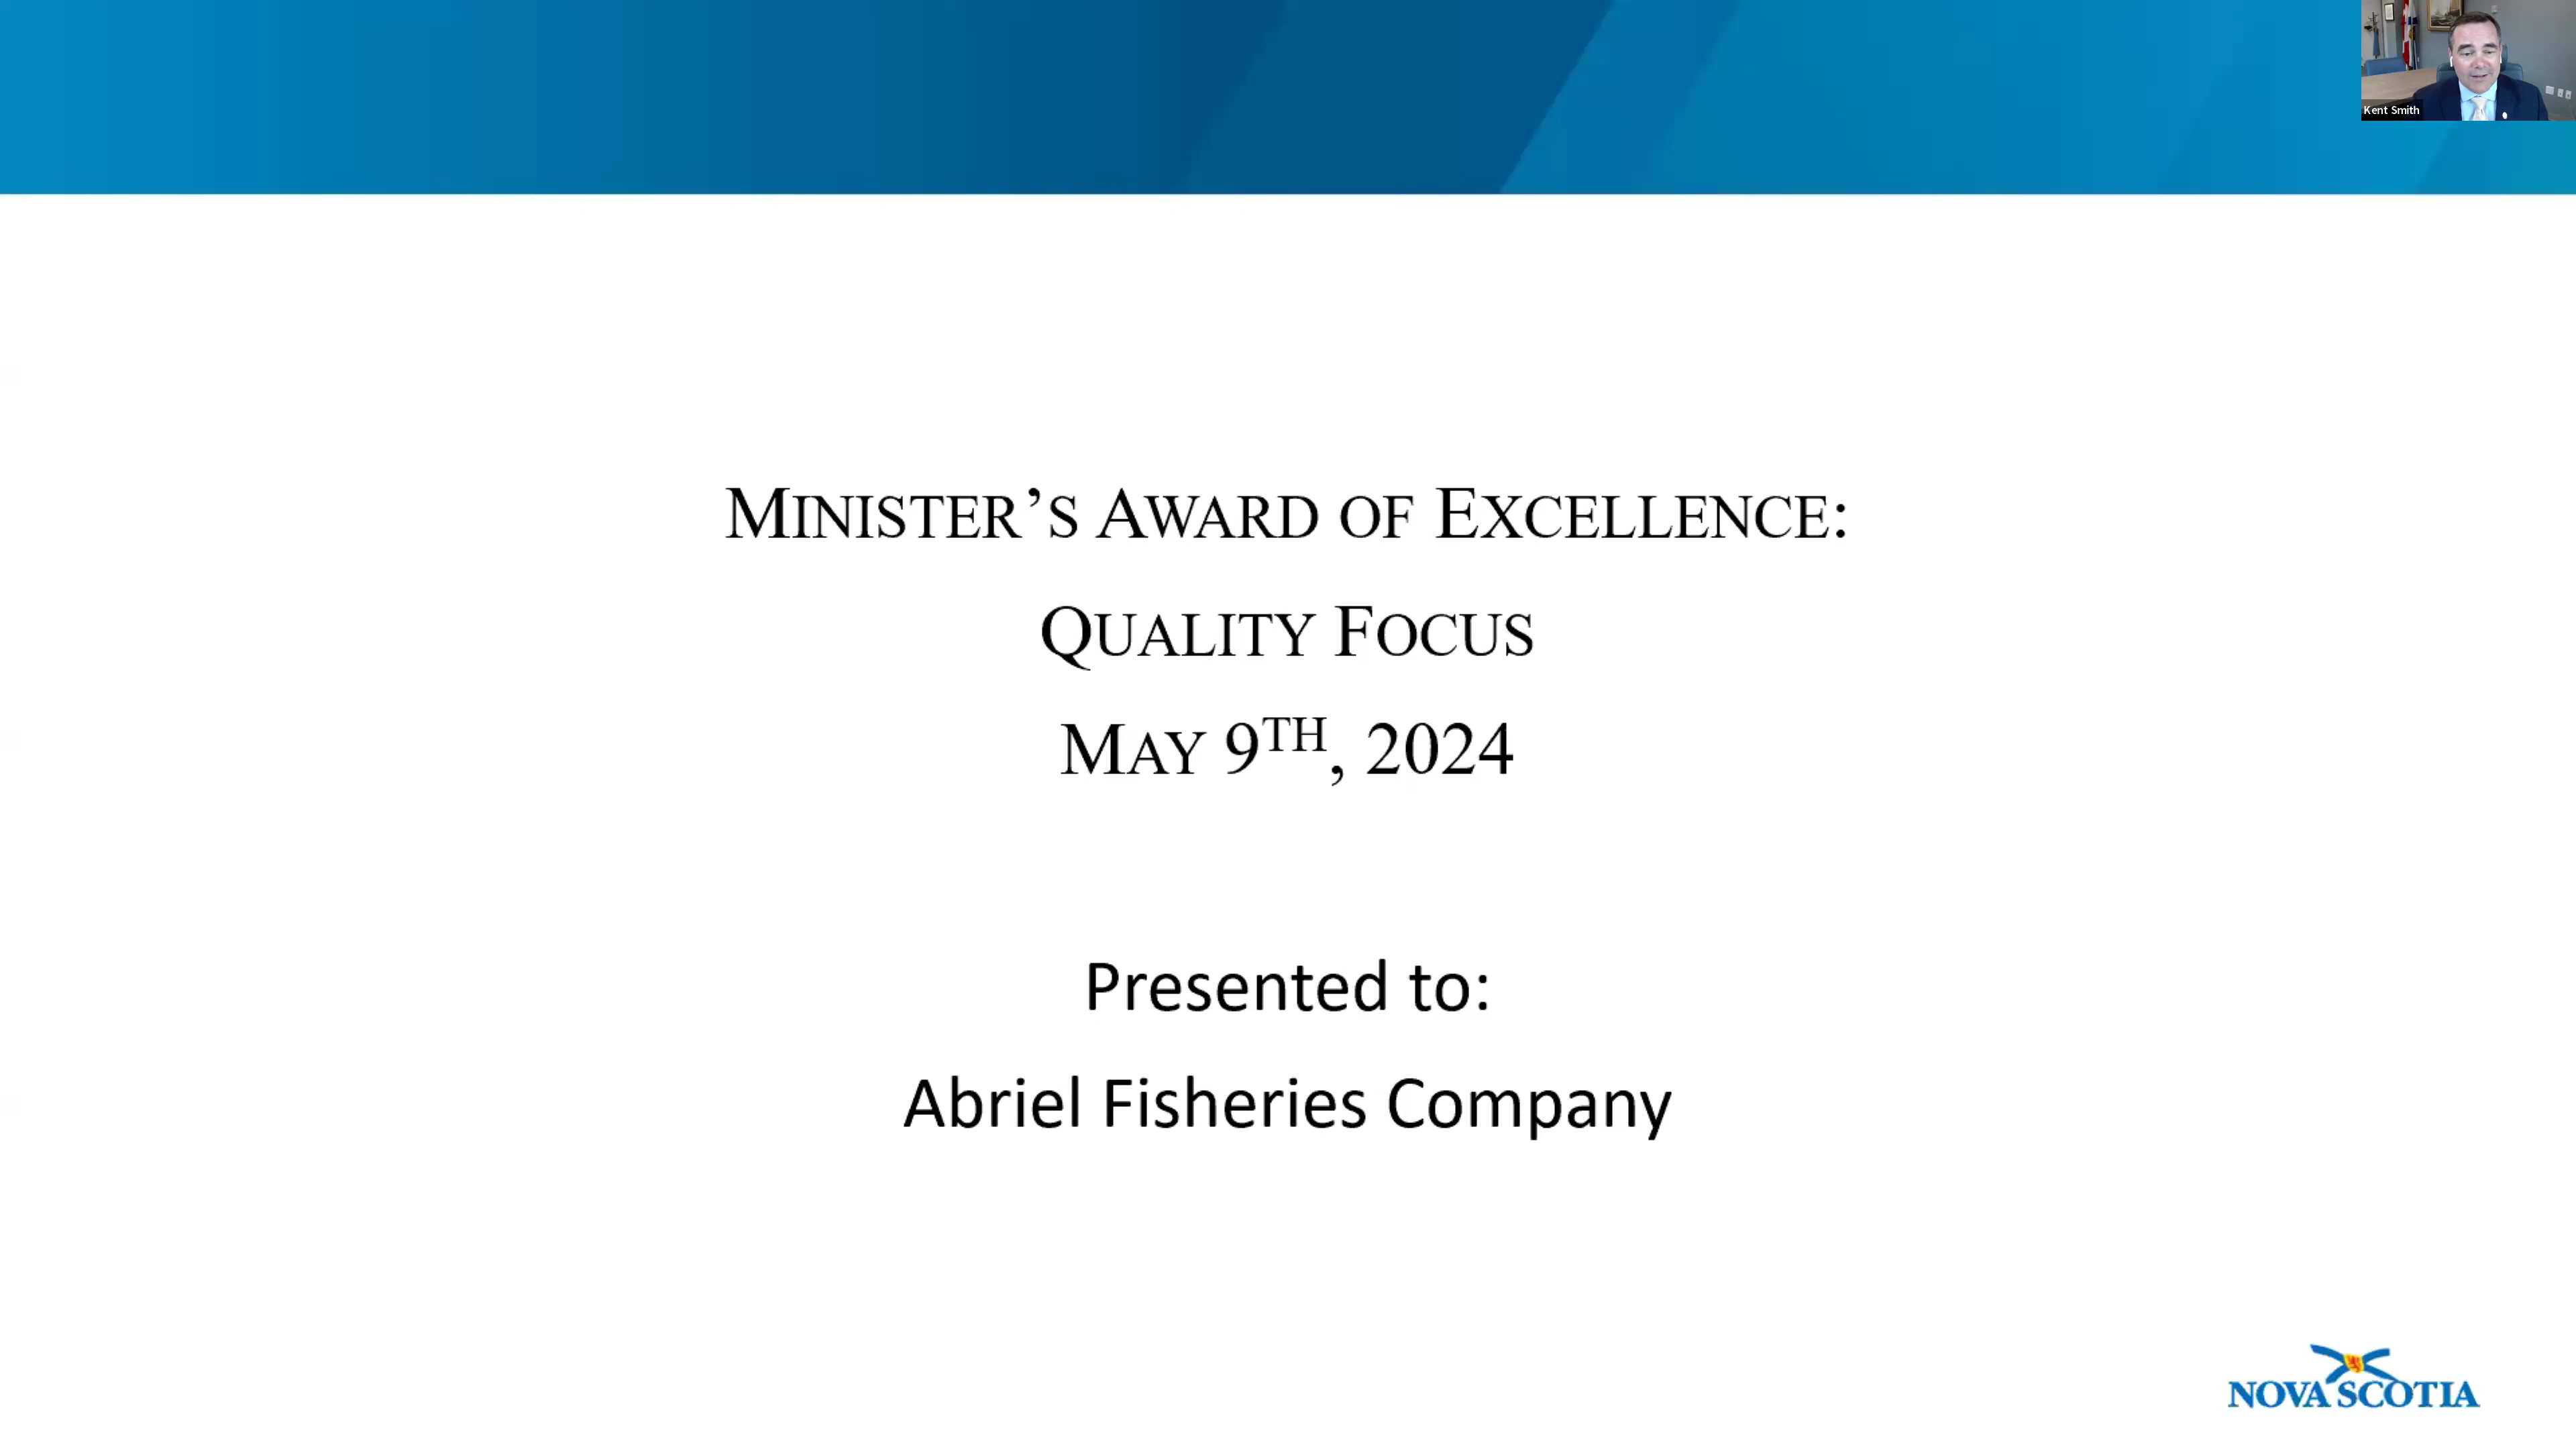 Kent Smith
MINISTER’S AWARD OF EXCELLENCE:
QUALITY FOCUS
MAY 9TH, 2024
Presented to:
Abriel Fisheries Company
NOVA SCOTIA